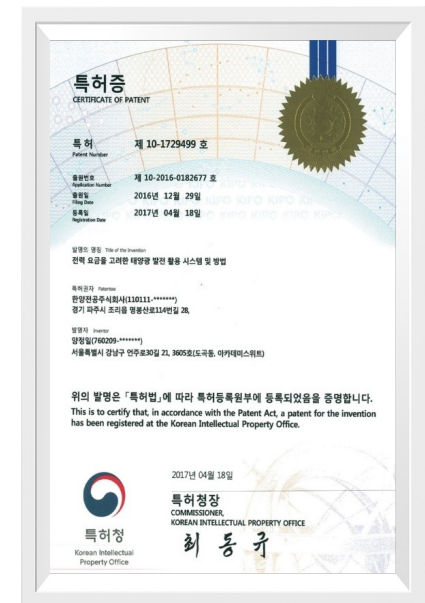 특허증
CERTIFICATE OF PATENT
특 허 제 10-1729499 호
Patent Number
출원번호 제 10-2016-0182677 호
Application Number
출원일 2016년 12월 29일
Filing Date
등록일 2017년 04월 18일
Registration Date
발명의 명칭 Title of the Invention
전력 요금을 고려한 태양광 발전 활용 시스템 및 방법
특허권자 Patentee
한양전공주식회사(110111-*******)
경기 파주시 조리읍 명봉산로114번길 28,
발명자 Inventor
양정일(760209-*******)
서울특별시 강남구 언주로30길 21, 3605호(도곡동, 아카데미스위트)
위의 발명은 「특허법」에 따라 특허등록원부에 등록되었음을 증명합니다.
This is to certify that, in accordance with the Patent Act, a patent for the invention
has been registered at the Korean Intellectual Property Office.
2017년 04월 18일
특허청장
COMMISSIONER,
KOREAN INTELLECTUAL PROPERTY OFFICE
최 동 규
특허청
Korean Intellectual
Property Office